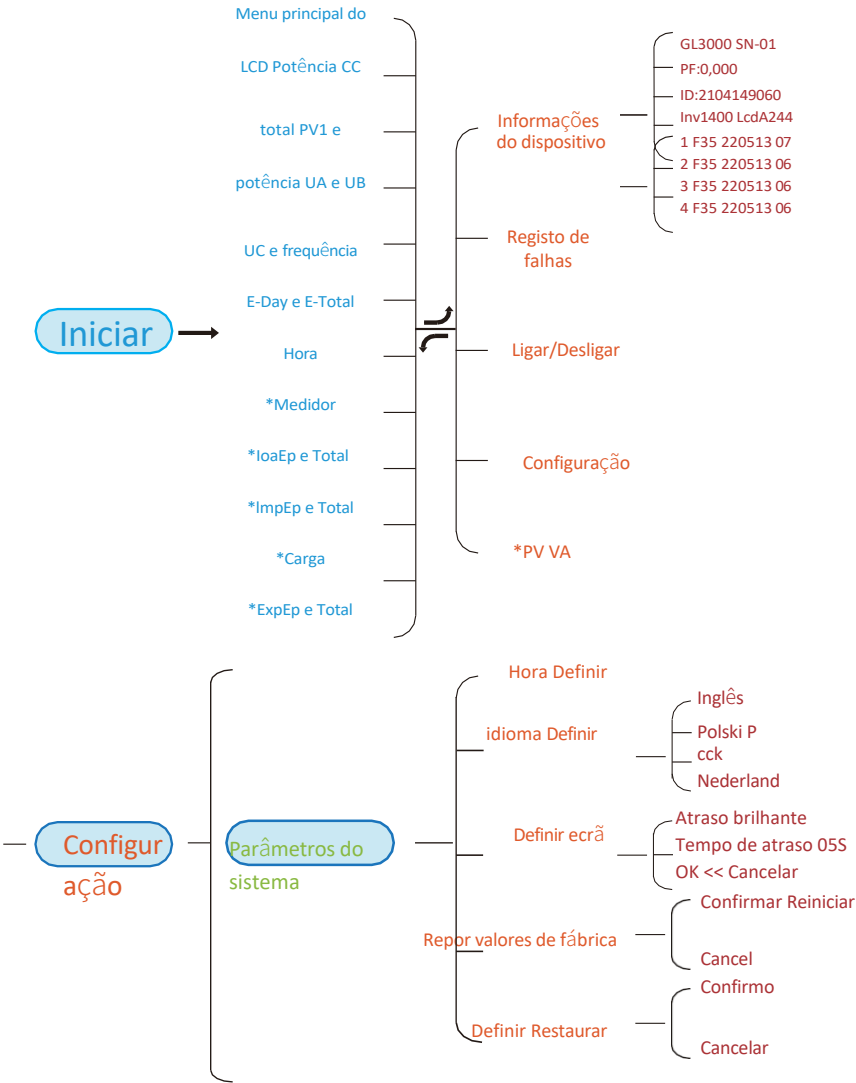 Menu principal do
LCD Potência CC
total PV1 e
potência UA e UB
UC e frequência
E-Day e E-Total
Hora
*Medidor
*IoaEp e Total
*lmpEp e Total
*Carga
*ExpEp e Total
Iniciar
Informações
do dispositivo
Registo de
falhas
Ligar/Desligar
Configuração
*PV VA
GL3000 SN-01
PF:0,000
ID:2104149060
Inv1400 LcdA244
1 F35 220513 07
2 F35 220513 06
3 F35 220513 06
4 F35 220513 06
Configur
ação
Parâmetros do
sistema
Hora Definir
idioma Definir
Definir ecrã
Repor valores de fábrica
Definir Restaurar
Inglês
Polski P
cck
Nederland
Atraso brilhante
Tempo de atraso 05S
OK << Cancelar
Confirmar Reiniciar
Cancel
Confirmo
Cancelar